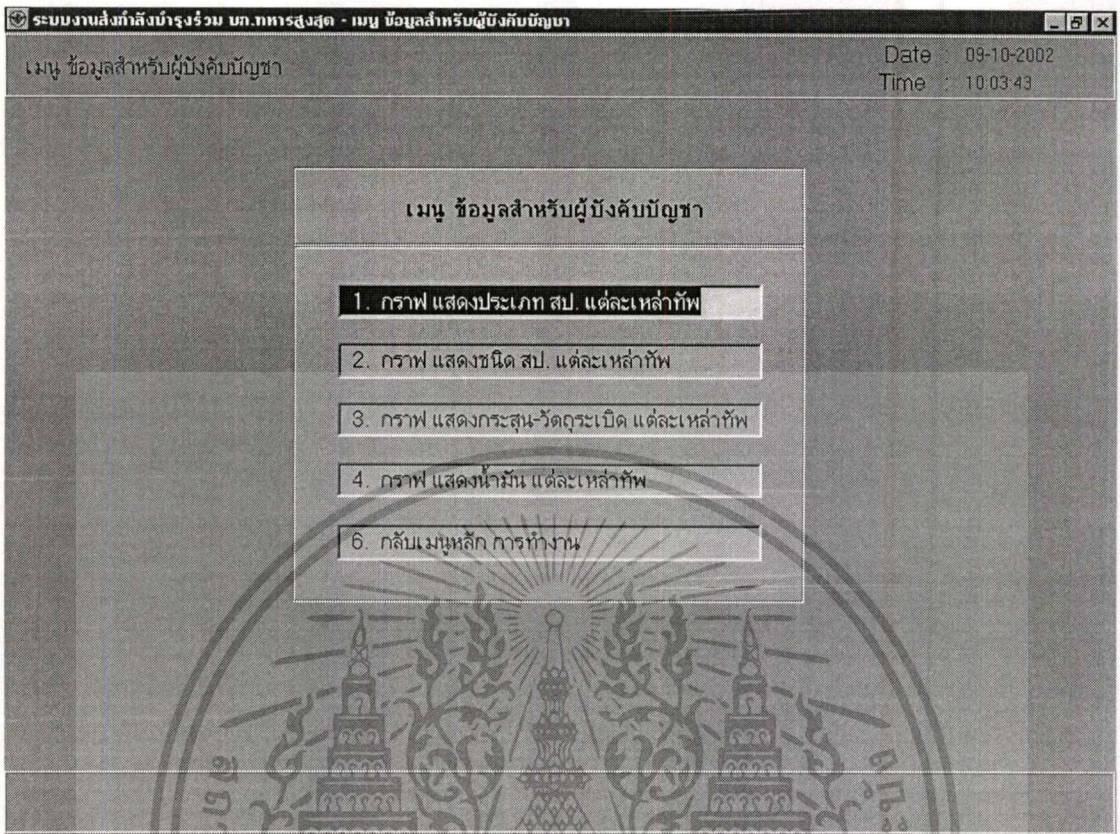 ระบบงานส่งกำลังบำรุงร่วม บก.ทหารสูงสุด - เมนู ข้อมูลสำหรับผู้บังคับบัญชา
เมนู ข้อมูลสำหรับผู้บังคับบัญชา
Date : 09-10-2002
Time : 10:03:43
เมนู ข้อมูลสำหรับผู้บังคับบัญชา
1. กราฟ แสดงประเภท สป. แต่ละเหล่าทัพ
2. กราฟ แสดงชนิด สป. แต่ละเหล่าทัพ
3. กราฟ แสดงกระสุน-วัตถุระเบิด แต่ละเหล่าทัพ
4. กราฟ แสดงน้ำมัน แต่ละเหล่าทัพ
6. กลับเมนูหลัก การทำงาน